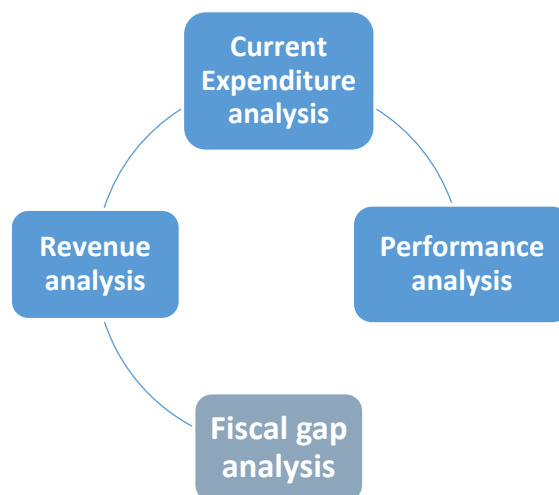 Current
Expenditure
analysis
Revenue
analysis
Performance
analysis
Fiscal gap
analysis